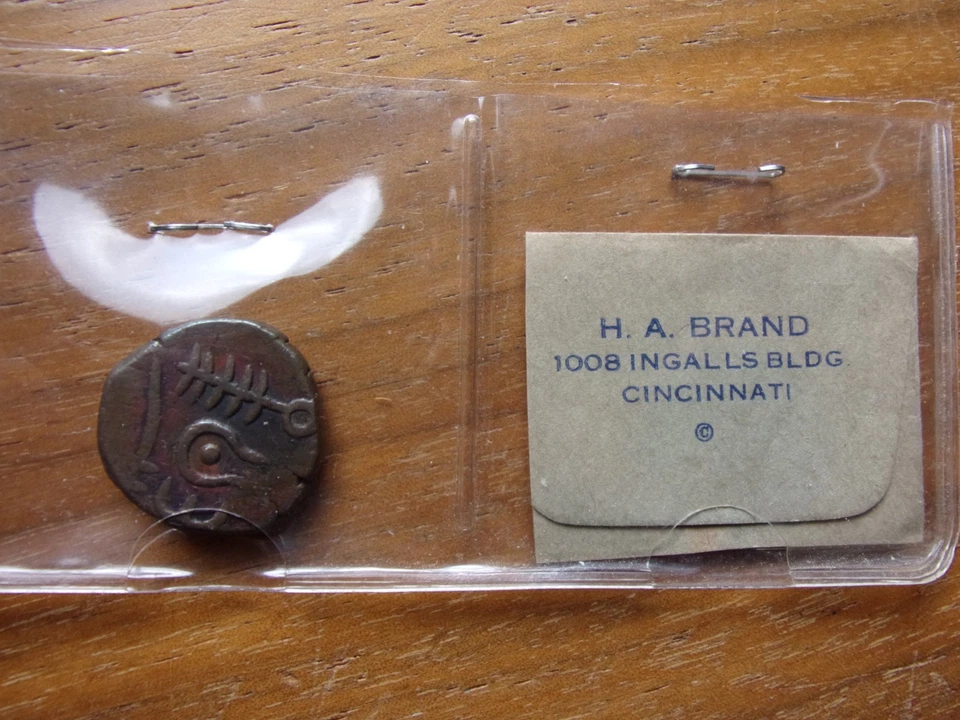 H. A. BRAND
1008 INGALLS BLDG.
CINCINNATI
©